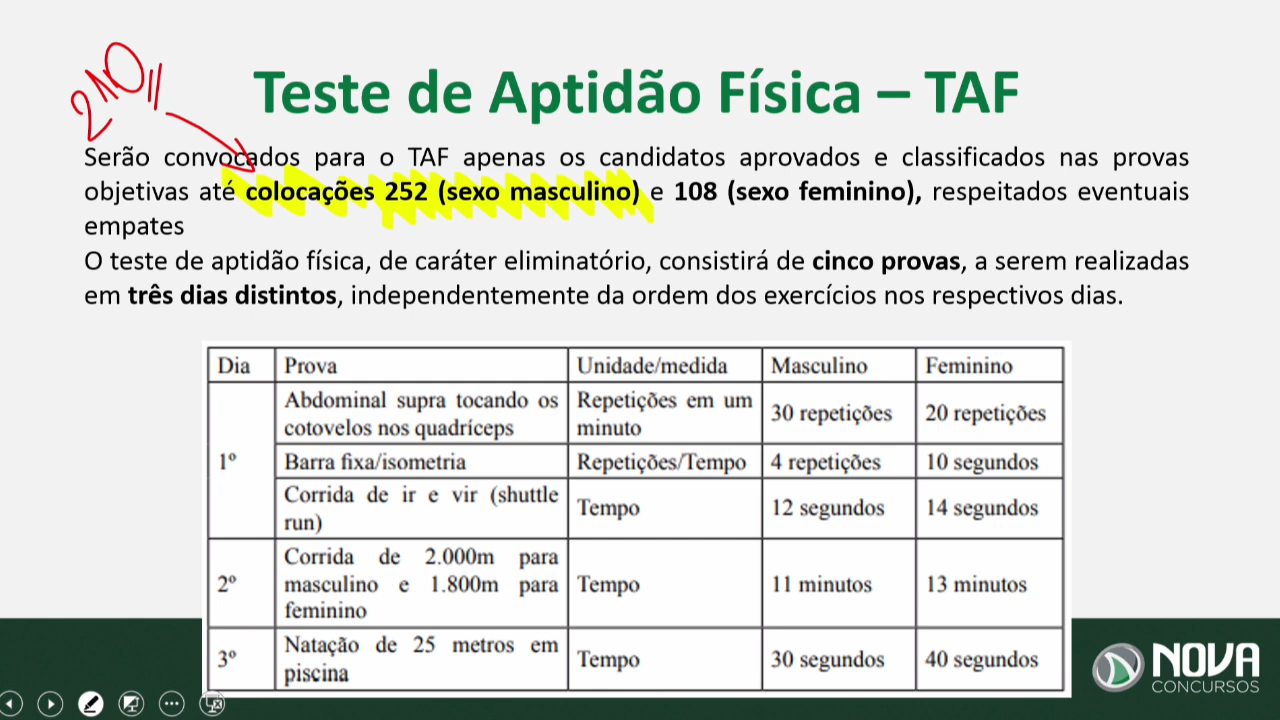 210
Teste de Aptidão Física – TAF
Serão convocados para o TAF apenas os candidatos aprovados e classificados nas provas
objetivas até colocações 252 (sexo masculino) e 108 (sexo feminino), respeitados eventuais
empates
O teste de aptidão física, de caráter eliminatório, consistirá de cinco provas, a serem realizadas
em três dias distintos, independentemente da ordem dos exercícios nos respectivos dias.
Dia Prova Unidade/medida Masculino Feminino
1º
Abdominal supra tocando os
cotovelos nos quadríceps
Repetições em um
minuto
30 repetições 20 repetições
Barra fixa/isometria Repetições/Tempo 4 repetições 10 segundos
Corrida de ir e vir (shuttle
run)
Tempo 12 segundos 14 segundos
2º
Corrida de 2.000m para
masculino e 1.800m para
feminino
Tempo 11 minutos 13 minutos
3º
Natação de 25 metros em
piscina
Tempo 30 segundos 40 segundos
NOVA
CONCURSOS